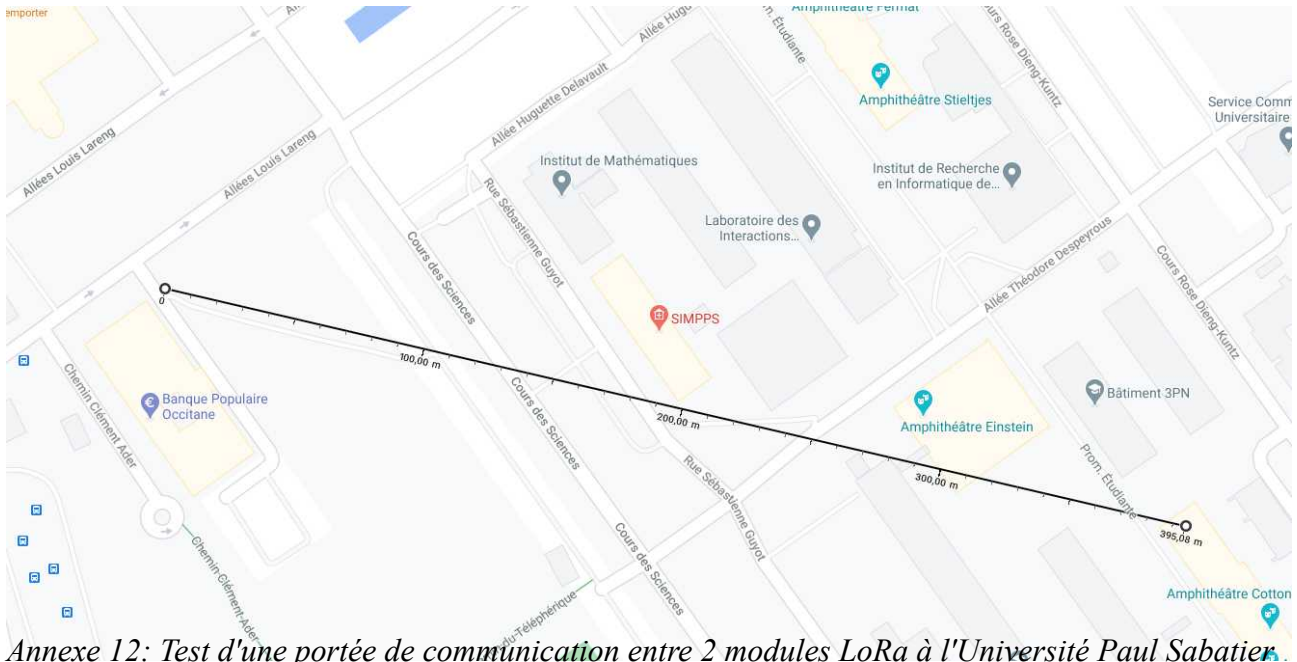 emporter
Amphithéâtre Fermat
Allée Hugu
Prom. Étudiante
Cours Rose Dieng-Kuntz
Amphithéâtre Stieltjes
Service Comm
Universitaire
Allée Huguette Delavault
Allées Louis Lareng
Allées Louis Lareng
Institut de Mathématiques
Institut de Recherche
en Informatique de...
Rue Sébastienne Guyot
Laboratoire des
Interactions...
Cours des Sciences
Allée Théodore Despeyrous
Cours Rose Dieng-Kuntz
0
SIMPPS
100,00 m
Chemin Clément Ader
Banque Populaire
Occitane
Cours des Sciences
200,00 m
Bâtiment 3PN
Amphithéâtre Einstein
Rue Sébastienne Guyot
300,00 m
Prom. Étudiante
395,08 m
Cours des Sciences
Chemin-Clément-Ader
du-Téléphérique
Amphithéâtre Cotton
Annexe 12: Test d'une portée de communication entre 2 modules LoRa à l'Université Paul Sabatier